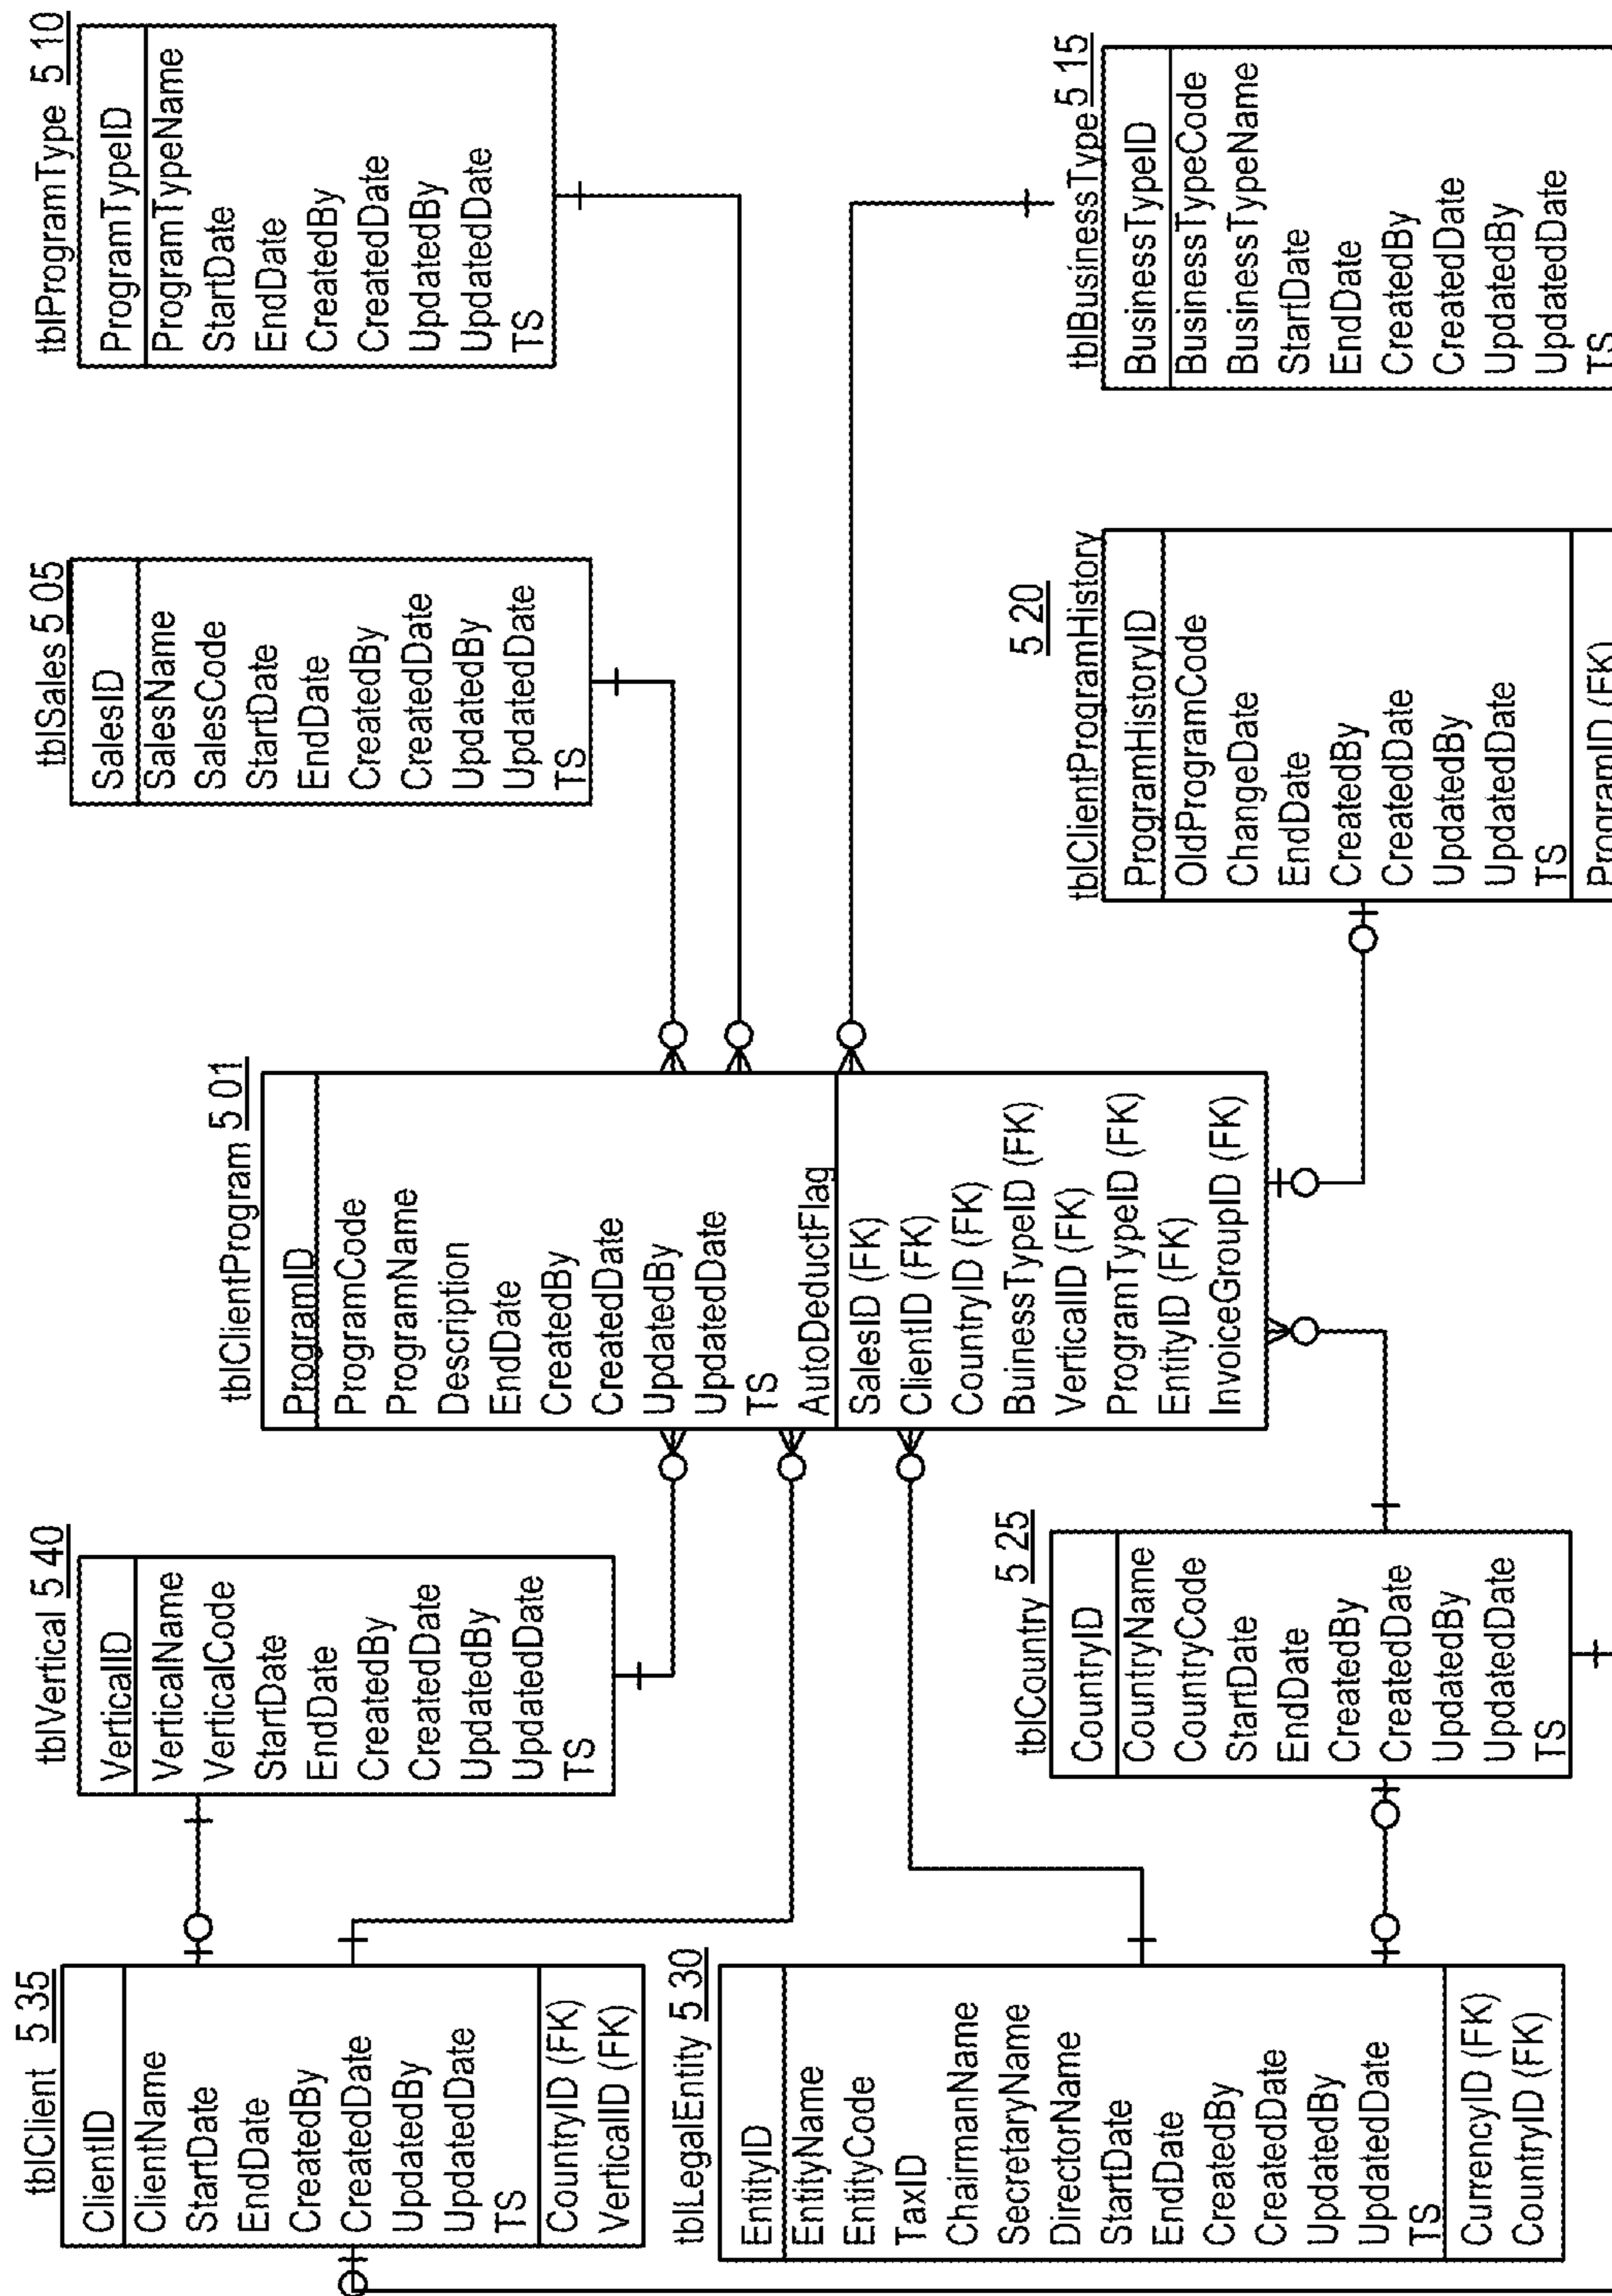 tblClient 5 35
ClientID
ClientName
StartDate
EndDate
CreatedBy
CreatedDate
UpdatedBy
UpdatedDate
TS
CountryID (FK)
VerticalID (FK)
tblVertical 5 40
VerticalID
VerticalName
VerticalCode
StartDate
EndDate
CreatedBy
CreatedDate
UpdatedBy
UpdatedDate
TS
tblSales 5 05
SalesID
SalesName
SalesCode
StartDate
EndDate
CreatedBy
CreatedDate
UpdatedBy
UpdatedDate
TS
tblProgramType 5 10
ProgramTypeID
ProgramTypeName
StartDate
EndDate
CreatedBy
CreatedDate
UpdatedBy
UpdatedDate
TS
tblClientProgram 5 01
ProgramID
ProgramCode
ProgramName
Description
EndDate
CreatedBy
CreatedDate
UpdatedBy
UpdatedDate
TS
AutoDeductFlag
SalesID (FK)
ClientID (FK)
CountryID (FK)
BuinessTypeID (FK)
VerticalID (FK)
ProgramTypeID (FK)
EntityID (FK)
InvoiceGroupID (FK)
tblLegalEntity 5 30
EntityID
EntityName
EntityCode
TaxID
ChairmanName
SecretaryName
DirectorName
StartDate
EndDate
CreatedBy
CreatedDate
UpdatedBy
UpdatedDate
TS
CurrencyID (FK)
CountryID (FK)
tblCountry 5 25
CountryID
CountryName
CountryCode
StartDate
EndDate
CreatedBy
CreatedDate
UpdatedBy
UpdatedDate
TS
5 20
tblClientProgramHistory
ProgramHistoryID
OldProgramCode
ChangeDate
EndDate
CreatedBy
CreatedDate
UpdatedBy
UpdatedDate
TS
ProgramID (FK)
tblBusinessType 5 15
BusinessTypeID
BusinessTypeCode
BusinessTypeName
StartDate
EndDate
CreatedBy
CreatedDate
UpdatedBy
UpdatedDate
TS